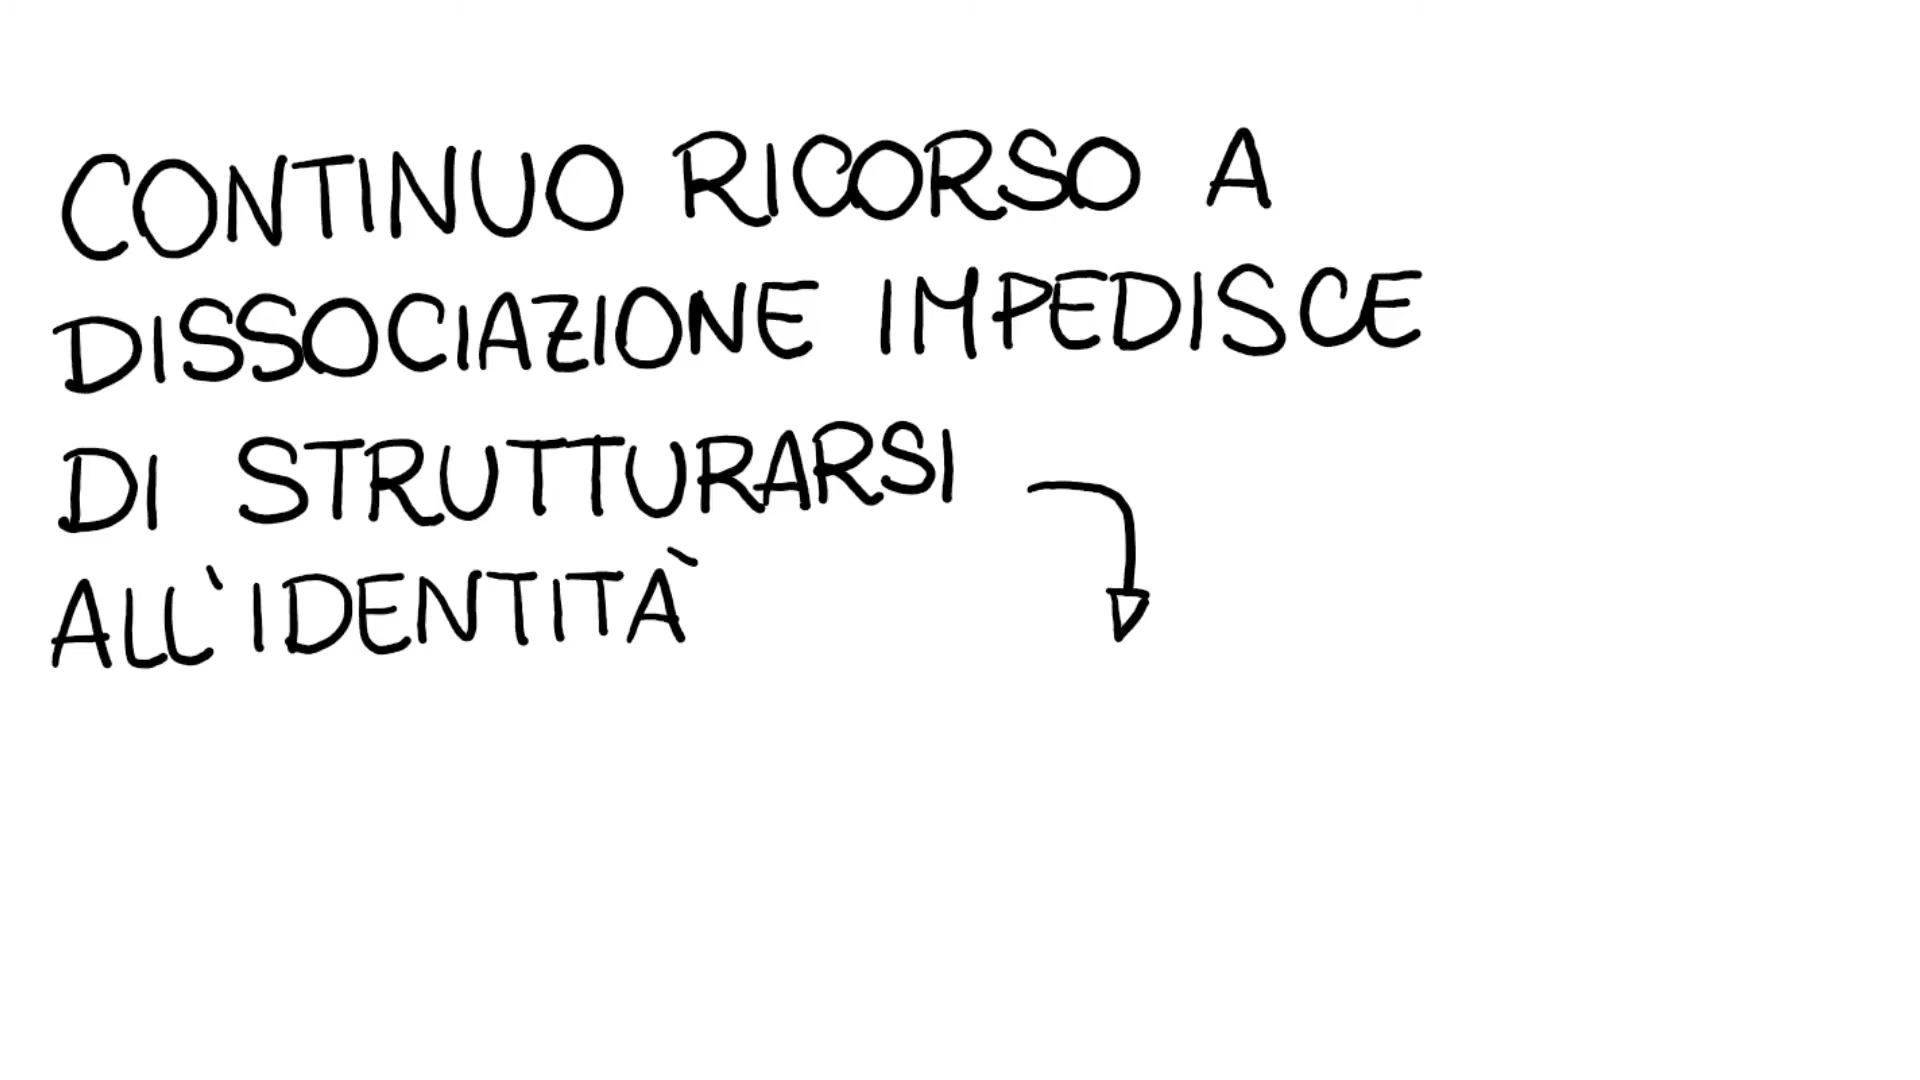 CONTINUO RICORSO A
DISSOCIAZIONE IMPEDISCE
DI STRUTTURARSI
ALL'IDENTITÀ